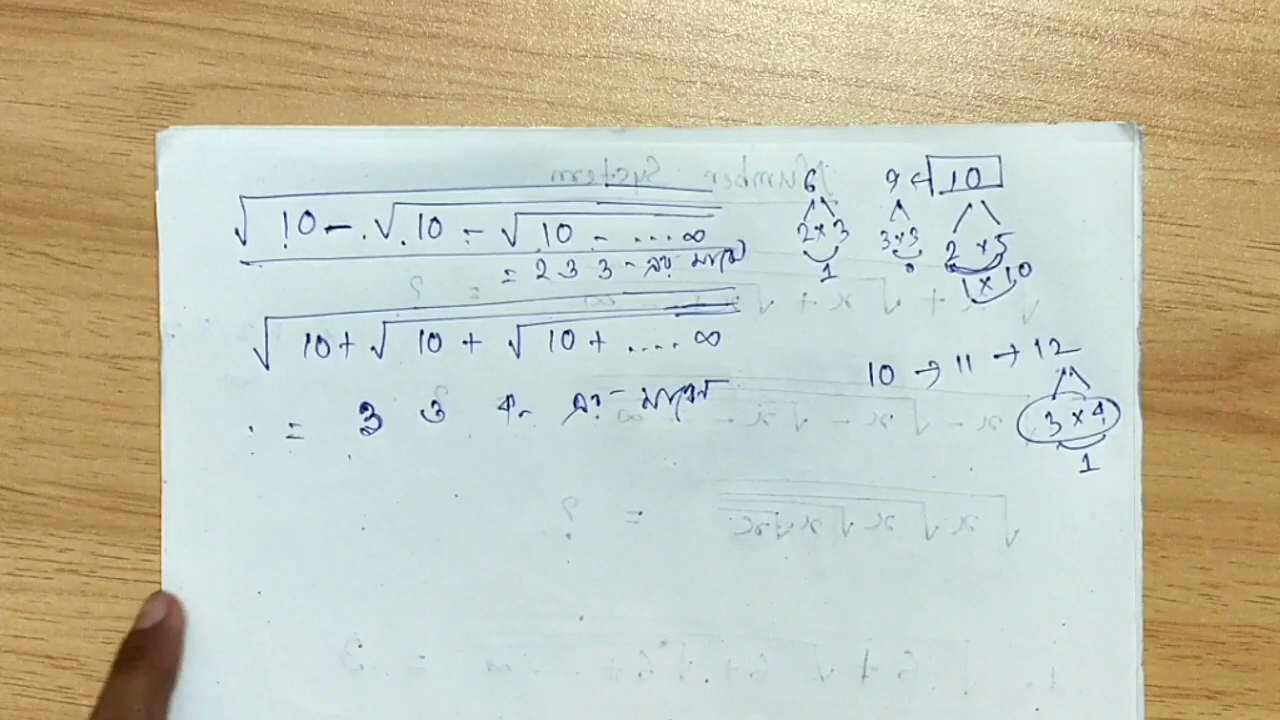 √10 - √10 - √10 - .... ∞
= 2 ও 3 - এর মধ্যে
√10 + √10 + √10 + .... ∞
= 3 ও 4 - এর মধ্যে
6
2 × 3
1
9 ← 10
3 × 3
0
2 × 5
1 × 10
10 → 11 → 12
3 × 4
1